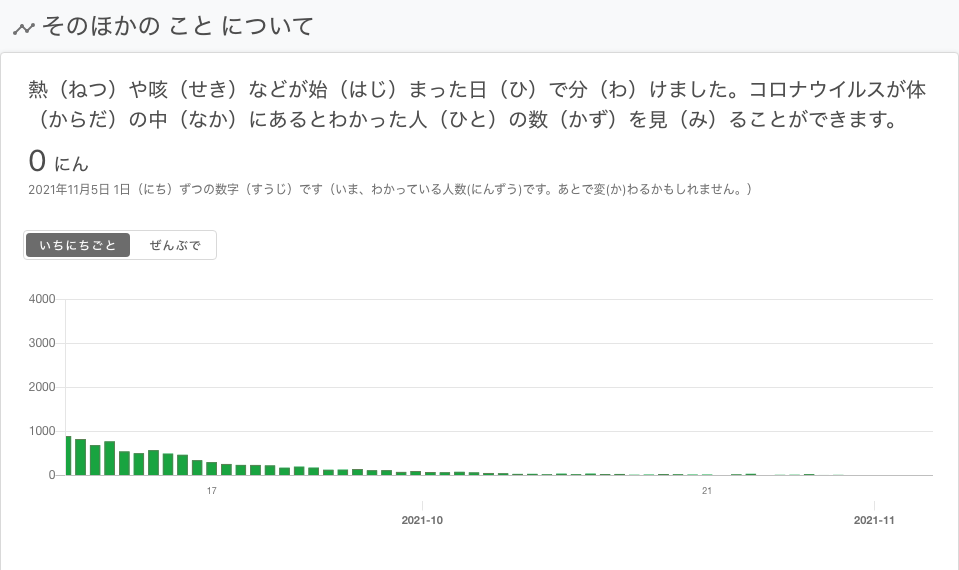 そのほかの こと について
熱（ねつ）や咳（せき）などが始（はじ）まった日（ひ）で分（わ）けました。コロナウイルスが体
（からだ）の中（なか）にあるとわかった人（ひと）の数（かず）を見（み）ることができます。
0 にん
2021年11月5日 1日（にち）ずつの数字（すうじ）です（いま、わかっている人数(にんずう)です。あとで変(か)わるかもしれません。）
いちにちごと ぜんぶで
4000
3000
2000
1000
0
17 21
2021-10 2021-11